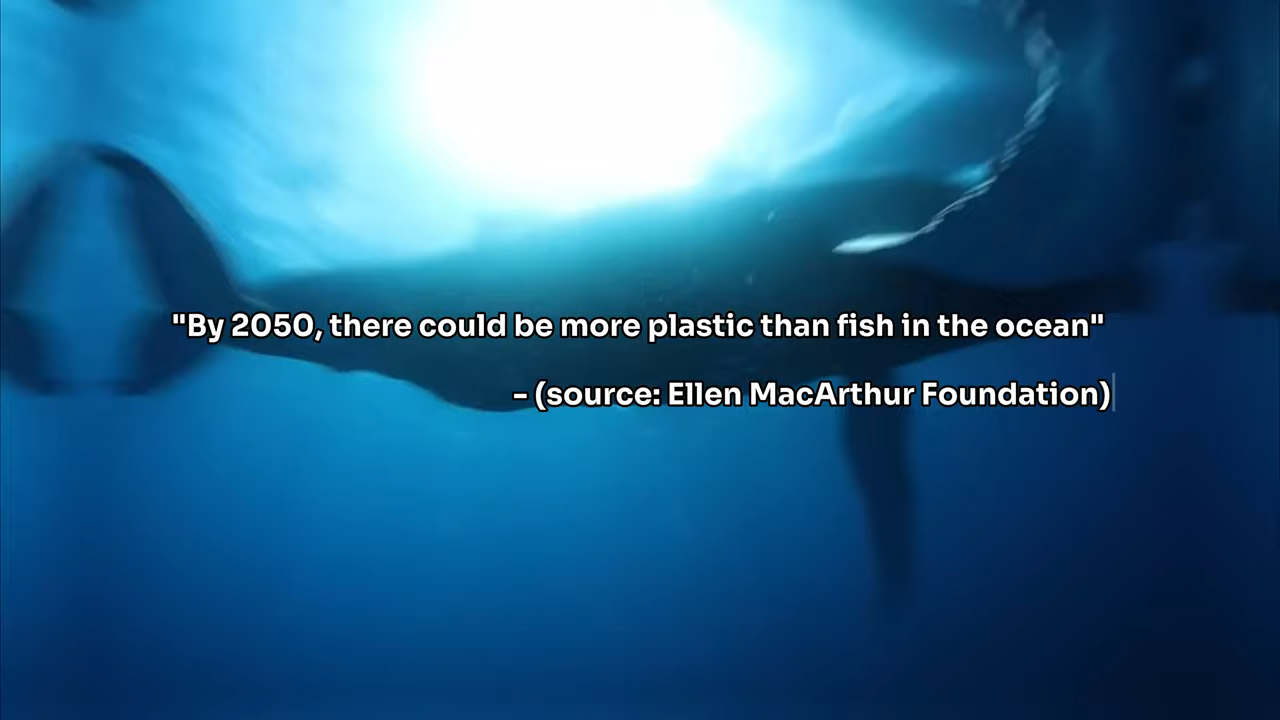 "By 2050, there could be more plastic than fish in the ocean"
- (source: Ellen MacArthur Foundation)